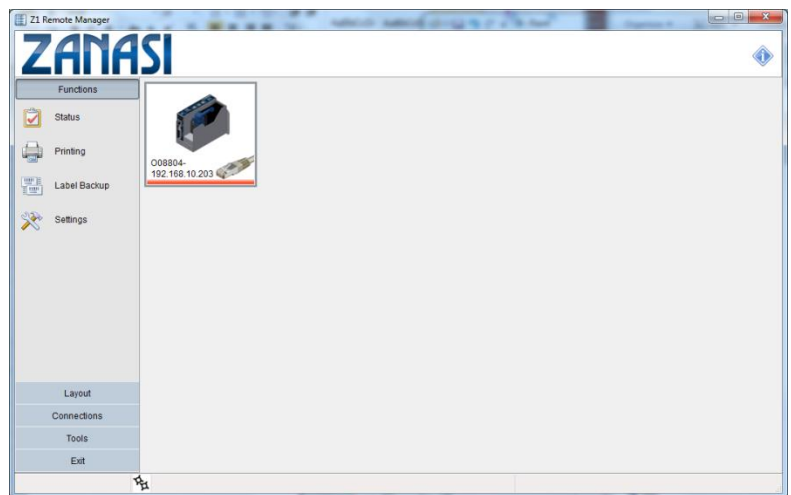 Z1 Remote Manager
ZANASI
Functions
Status
Printing
Label Backup
Settings
O08804-
192.168.10.203
Layout
Connections
Tools
Exit